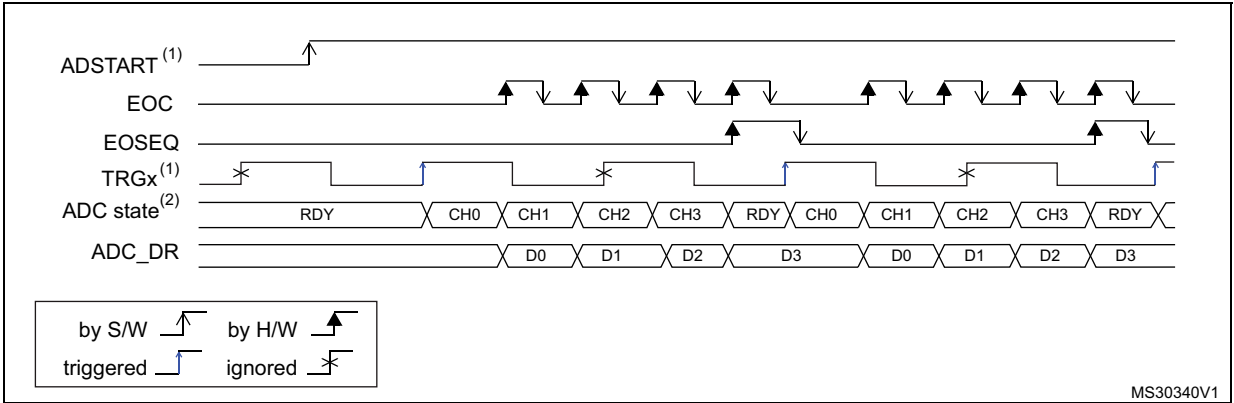 ADSTART (1)
EOC
EOSEQ
TRGx (1)
ADC state (2) RDY CH0 CH1 CH2 CH3 RDY CH0 CH1 CH2 CH3 RDY
ADC_DR D0 D1 D2 D3 D0 D1 D2 D3
by S/W by H/W
triggered ignored
MS30340V1